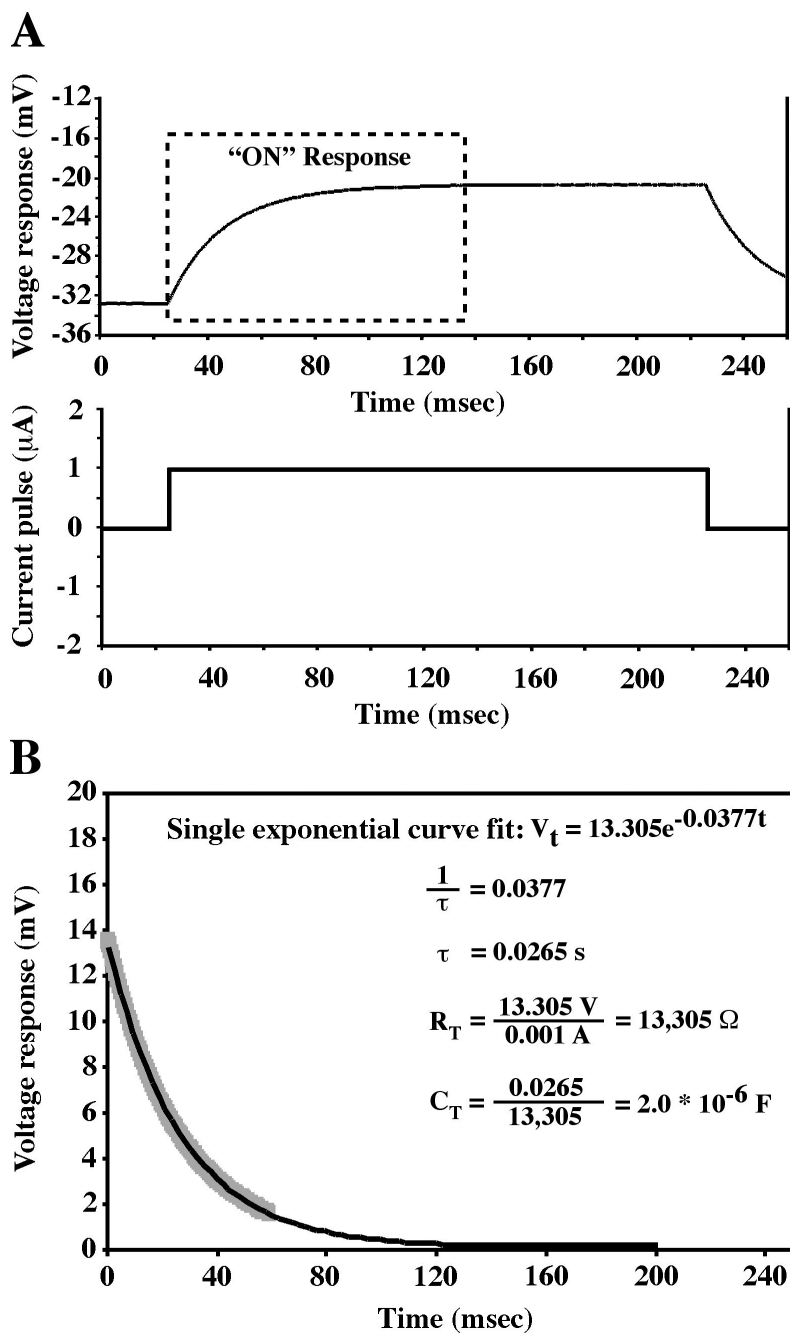 A
Voltage response (mV)
-12
-16
-20
-24
-28
-32
-36
“ON” Response
0 40 80 120 160 200 240
Time (msec)
Current pulse (μA)
2
1
0
-1
-2
0 40 80 120 160 200 240
Time (msec)
B
Voltage response (mV)
20
18
16
14
12
10
8
6
4
2
0
Single exponential curve fit: Vt = 13.305e-0.0377t
1/τ = 0.0377
τ = 0.0265 s
RT = 13.305 V / 0.001 A = 13,305 Ω
CT = 0.0265 / 13,305 = 2.0 * 10-6 F
0 40 80 120 160 200 240
Time (msec)